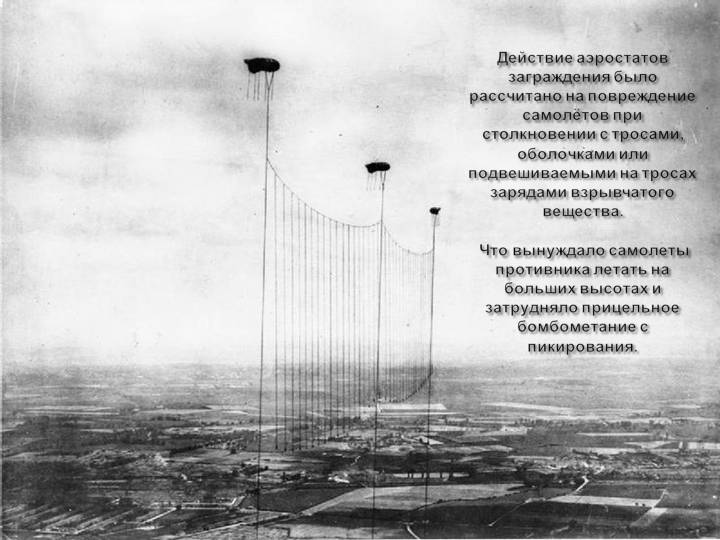 Действие аэростатов
заграждения было
рассчитано на повреждение
самолётов при
столкновении с тросами,
оболочками или
подвешиваемыми на тросах
зарядами взрывчатого
вещества.
Что вынуждало самолеты
противника летать на
больших высотах и
затрудняло прицельное
бомбометание с
пикирования.